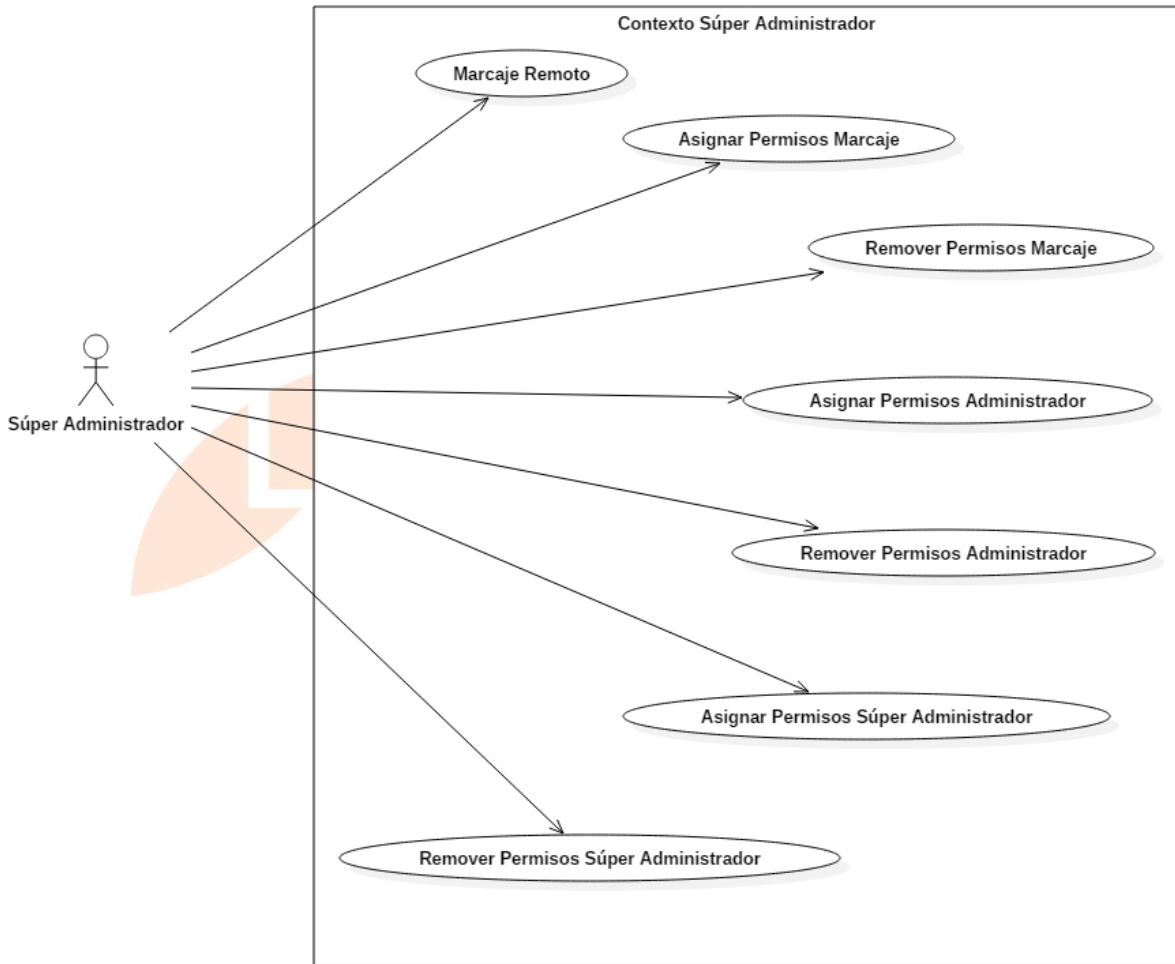 Contexto Súper Administrador
Marcaje Remoto
Asignar Permisos Marcaje
Remover Permisos Marcaje
Asignar Permisos Administrador
Súper Administrador
Remover Permisos Administrador
Asignar Permisos Súper Administrador
Remover Permisos Súper Administrador